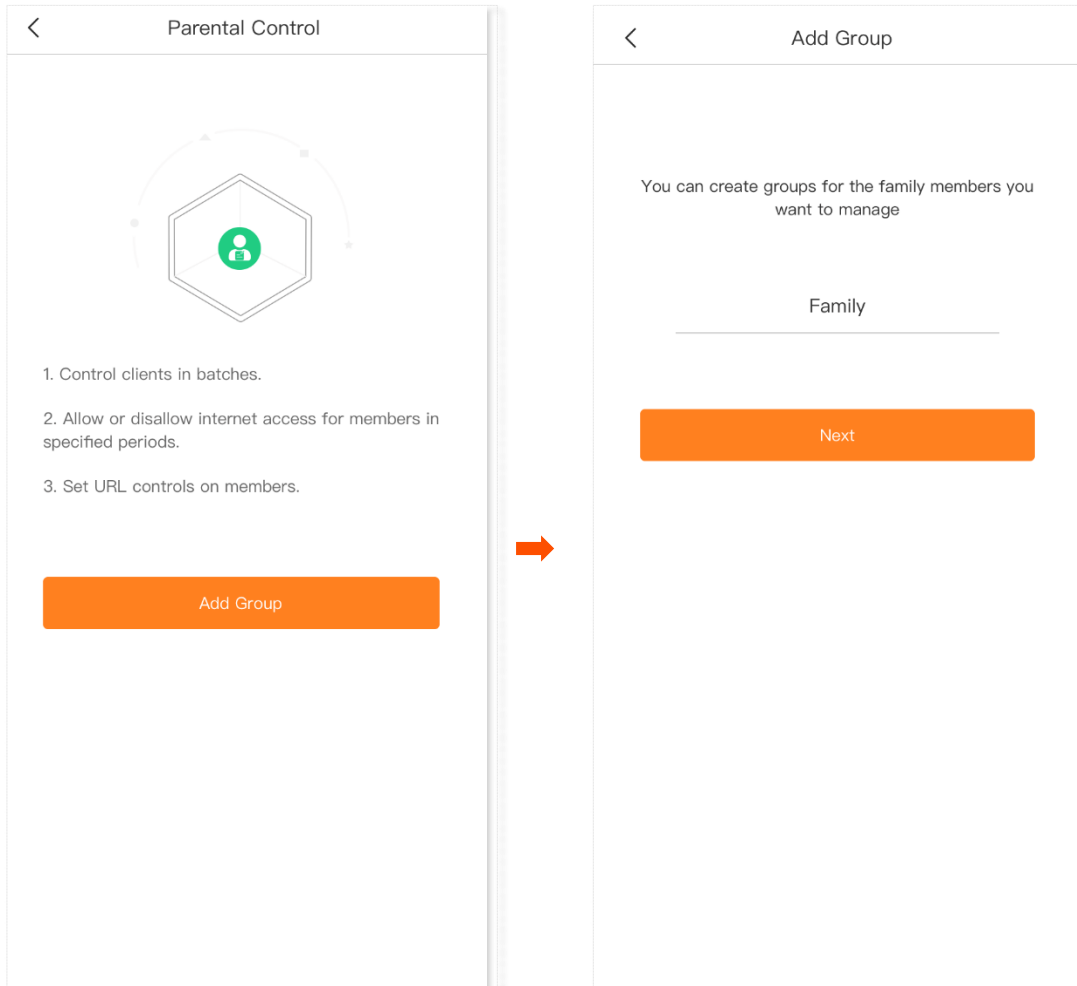 Parental Control
1. Control clients in batches.
2. Allow or disallow internet access for members in
specified periods.
3. Set URL controls on members.
Add Group
Add Group
You can create groups for the family members you
want to manage
Family
Next